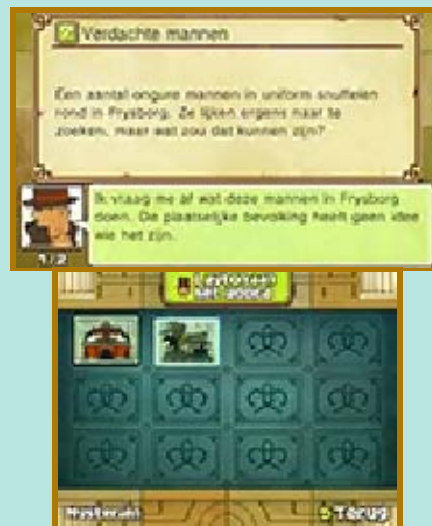 Verdachte mannen
Een aantal ongure mannen in uniform snuffelen
rond in Frysborg. Ze lijken ergens naar te
zoeken, maar wat zou dat kunnen zijn?
Ik vraag me af wat deze mannen in Frysborg
doen. De plaatselijke bevolking heeft geen idee
wie het zijn.
1/2
Terug